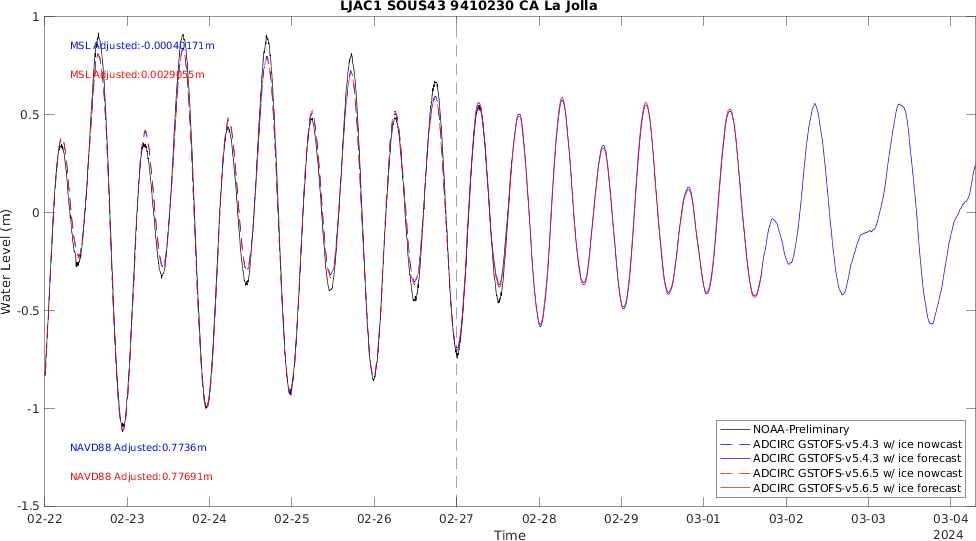 LJAC1 SOUS43 9410230 CA La Jolla
MSL Adjusted:-0.00040171m
MSL Adjusted:0.0029055m
NAVD88 Adjusted:0.7736m
NAVD88 Adjusted:0.77691m
Water Level (m)
1
0.5
0
-0.5
-1
-1.5
NOAA-Preliminary
ADCIRC GSTOFS-v5.4.3 w/ ice nowcast
ADCIRC GSTOFS-v5.4.3 w/ ice forecast
ADCIRC GSTOFS-v5.6.5 w/ ice nowcast
ADCIRC GSTOFS-v5.6.5 w/ ice forecast
02-22 02-23 02-24 02-25 02-26 02-27 02-28 02-29 03-01 03-02 03-03 03-04
Time
2024